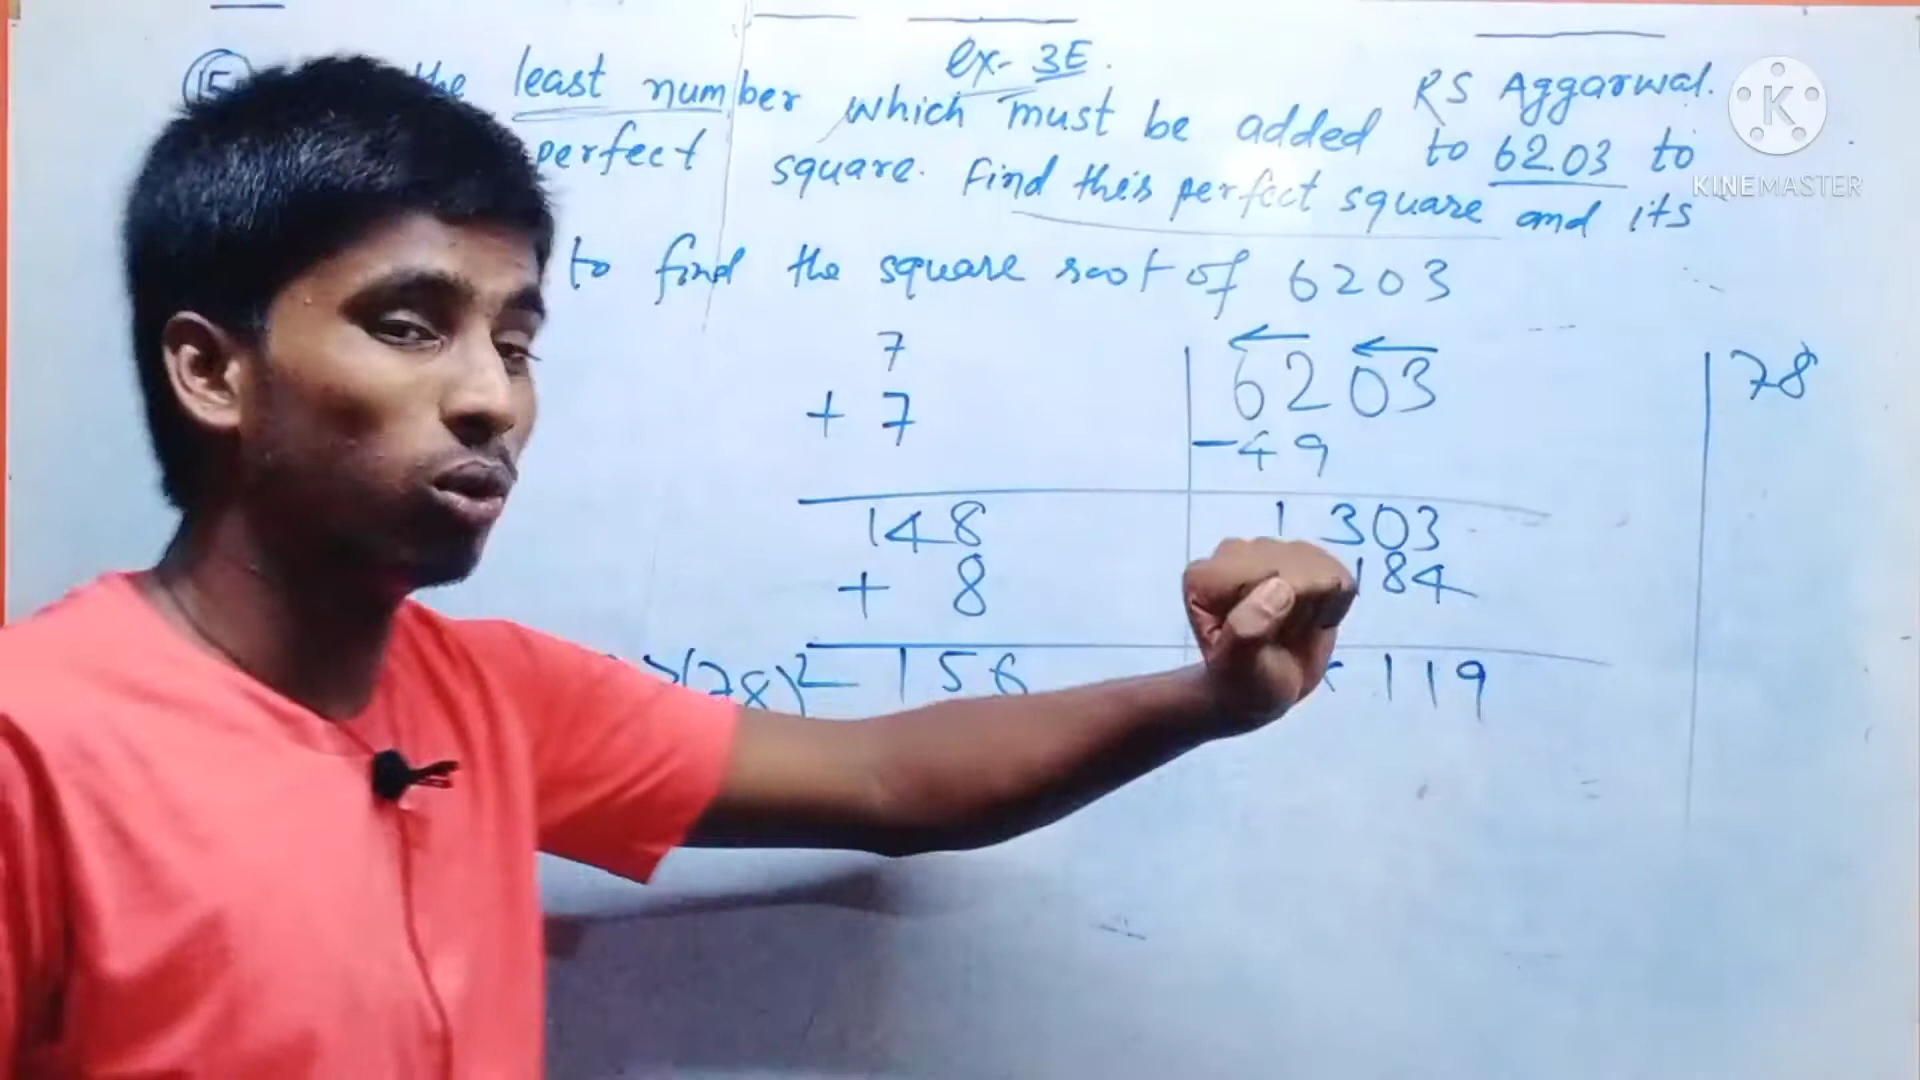 ex- 3E.
RS Aggarwal.
15 the least number which must be added to 6203 to
perfect square. Find this perfect square and its
to find the square root of 6203
7 6203 78
+ 7 -49
148 1303
+ 8 184
(78)2 156 119
KINEMASTER